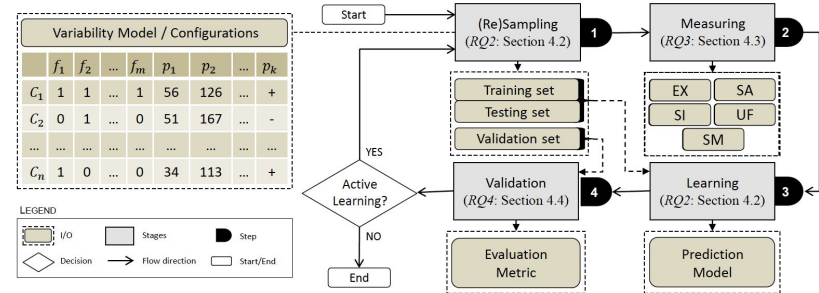 Variability Model / Configurations
f1 f2 ... fm p1 p2 ... pk
C1 1 1 ... 1 56 126 ... +
C2 0 1 ... 0 51 167 ... -
... ... ... ... ... ... ... ... ...
Cn 1 0 ... 0 34 113 ... +
LEGEND
I/O
Stages
Step
Decision
Flow direction
Start/End
Start
(Re)Sampling
(RQ2: Section 4.2)
1
Measuring
(RQ3: Section 4.3)
2
Training set
Testing set
Validation set
EX
SA
SI
UF
SM
YES
Active
Learning?
NO
End
Validation
(RQ4: Section 4.4)
4
Learning
(RQ2: Section 4.2)
3
Evaluation
Metric
Prediction
Model